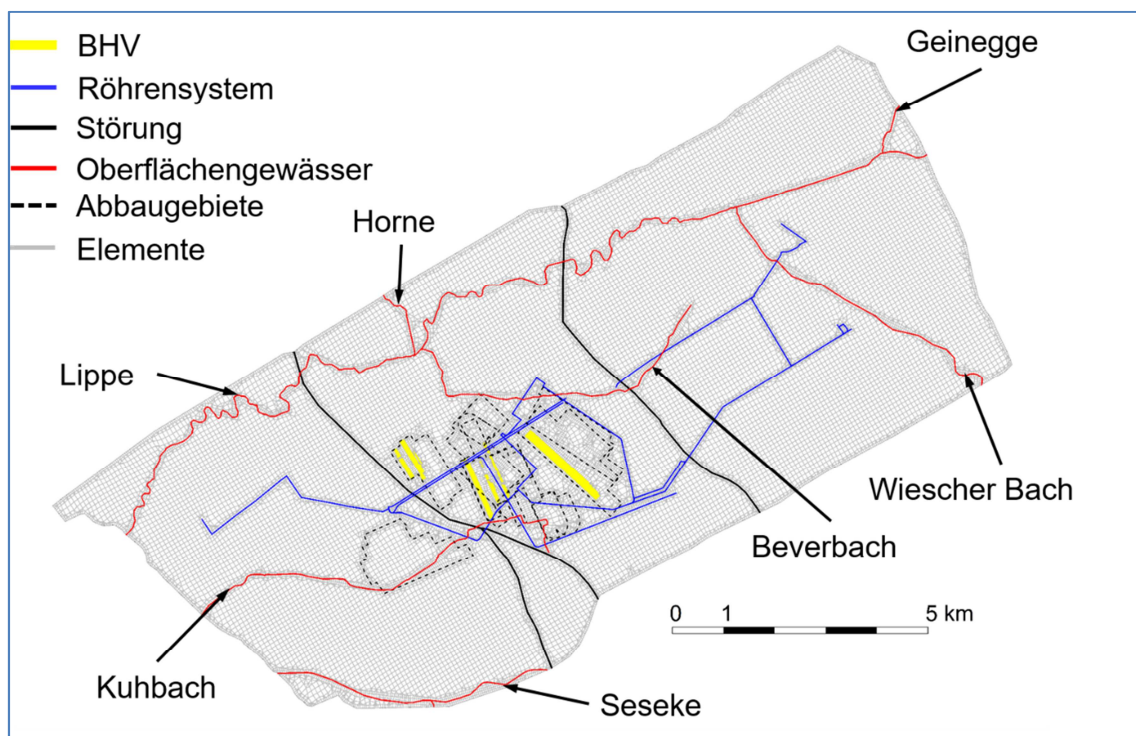 BHV
Röhrensystem
Störung
Oberflächengewässer
Abbaugebiete
Elemente
Geinegge
Horne
Lippe
Wiescher Bach
Beverbach
0 1 5 km
Kuhbach
Seseke